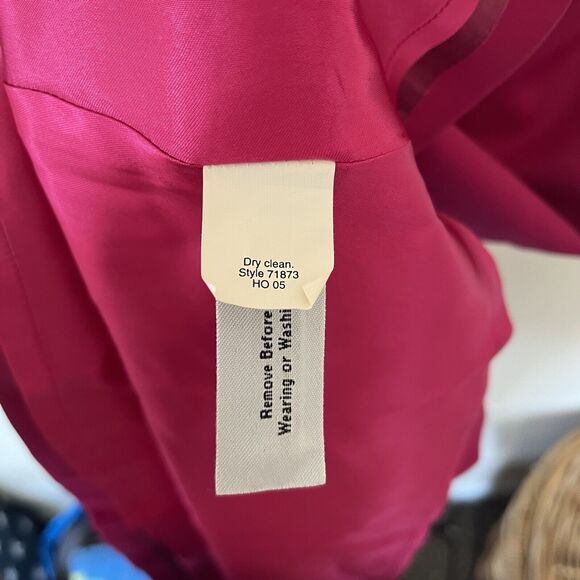 Dry clean.
Style 71873
HO 05
Remove Before
Wearing or Washi